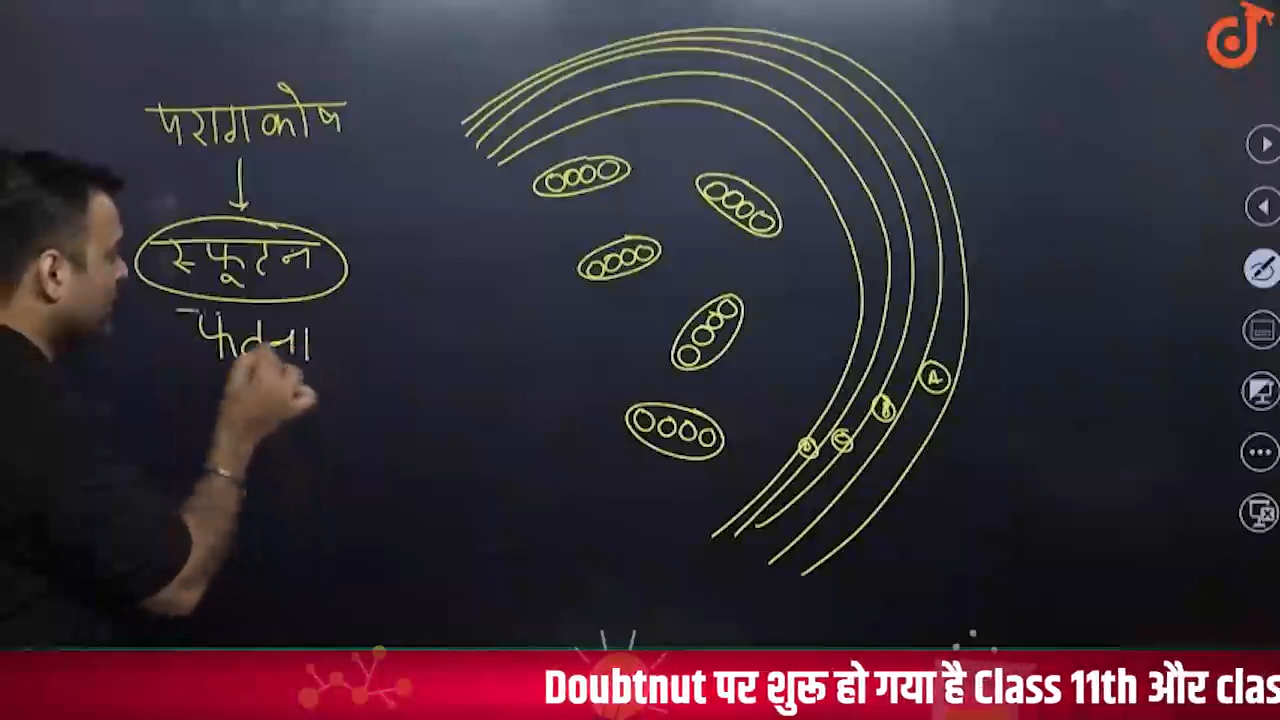 परागकोष
स्फूटन
फटना
A
B
C
D
Doubtnut पर शुरू हो गया है Class 11th और clas